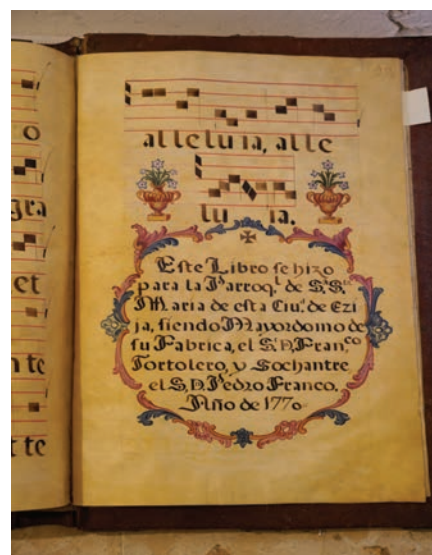 o
gra
et
n te
t te
alleluia, alle
lu ia.
Este Libro se hizo
para la Parroq.l de S.ta
Maria de esta Ciu.d de Ezi
ja, siendo Mayordomo de
su Fabrica, el S.D. Fran.co
Tortolero, y Sochantre
el S.D. Pedro Franco.
Año de 1770